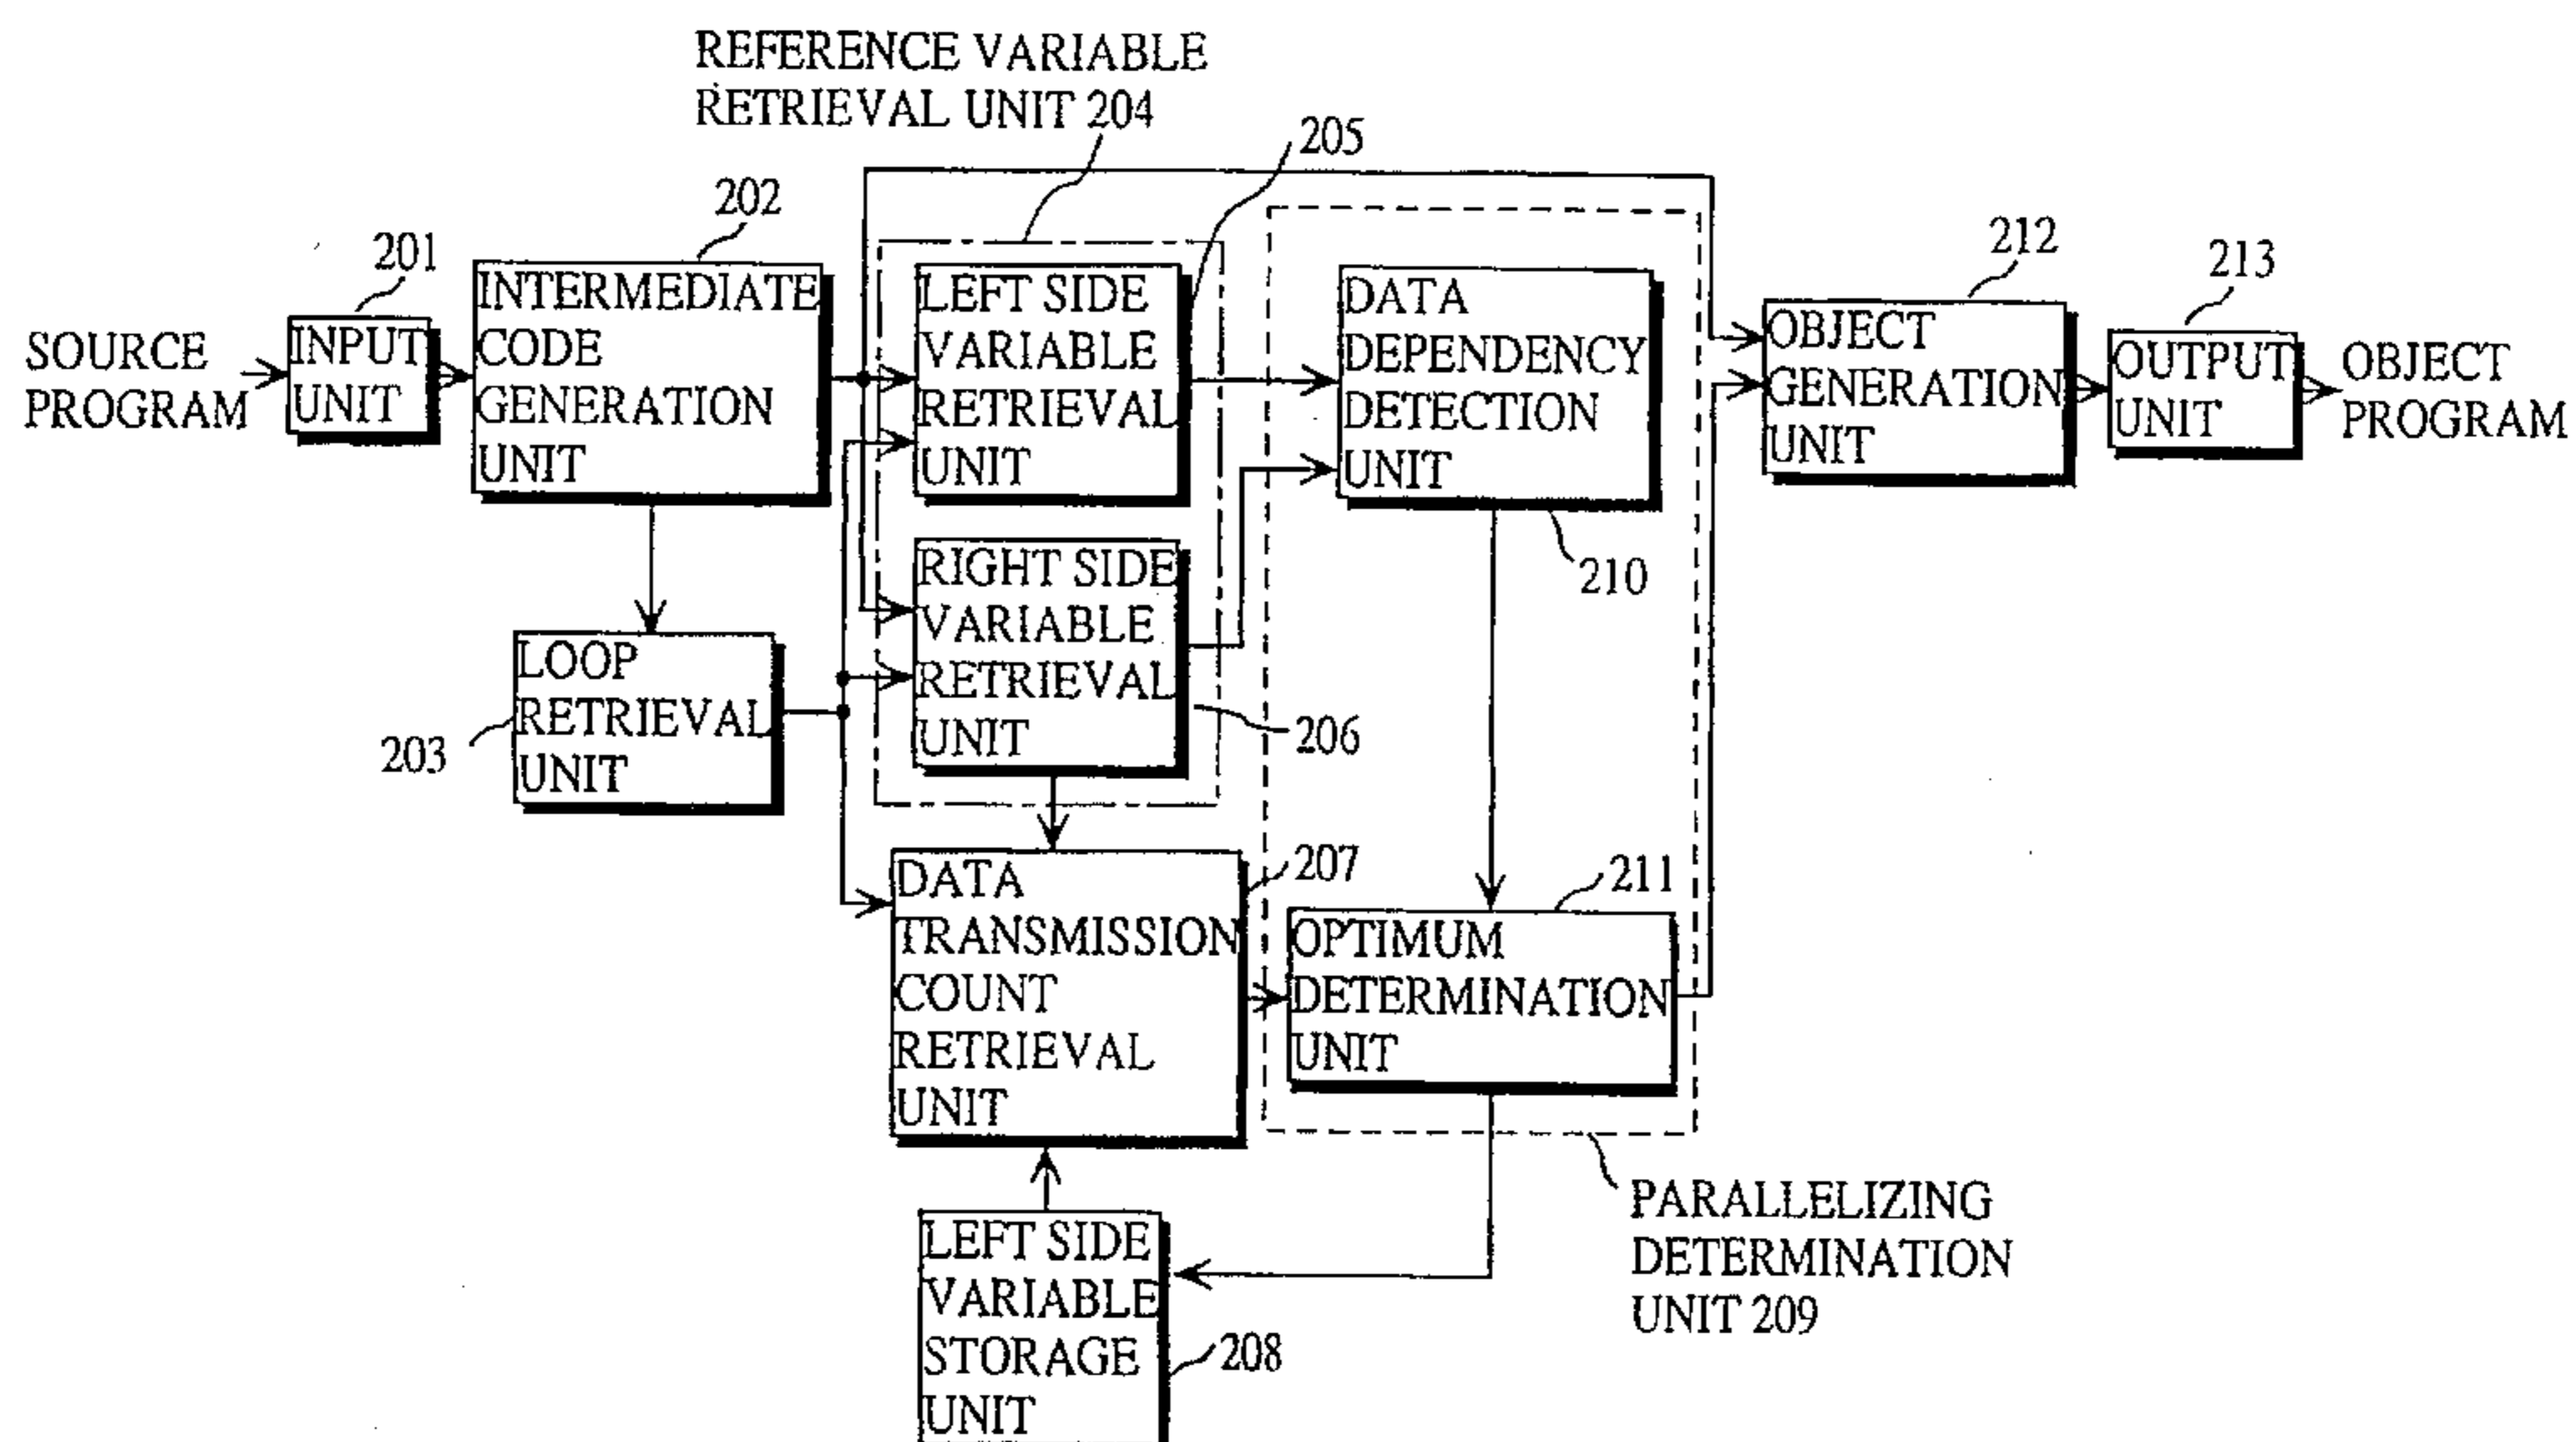 REFERENCE VARIABLE
RETRIEVAL UNIT 204
205
202
201
212
213
SOURCE
PROGRAM
INPUT
UNIT
INTERMEDIATE
CODE
GENERATION
UNIT
LEFT SIDE
VARIABLE
RETRIEVAL
UNIT
DATA
DEPENDENCY
DETECTION
UNIT
210
OBJECT
GENERATION
UNIT
OUTPUT
UNIT
OBJECT
PROGRAM
LOOP
RETRIEVAL
UNIT
203
RIGHT SIDE
VARIABLE
RETRIEVAL
UNIT
206
DATA
TRANSMISSION
COUNT
RETRIEVAL
UNIT
207
OPTIMUM
DETERMINATION
UNIT
211
LEFT SIDE
VARIABLE
STORAGE
UNIT
208
PARALLELIZING
DETERMINATION
UNIT 209